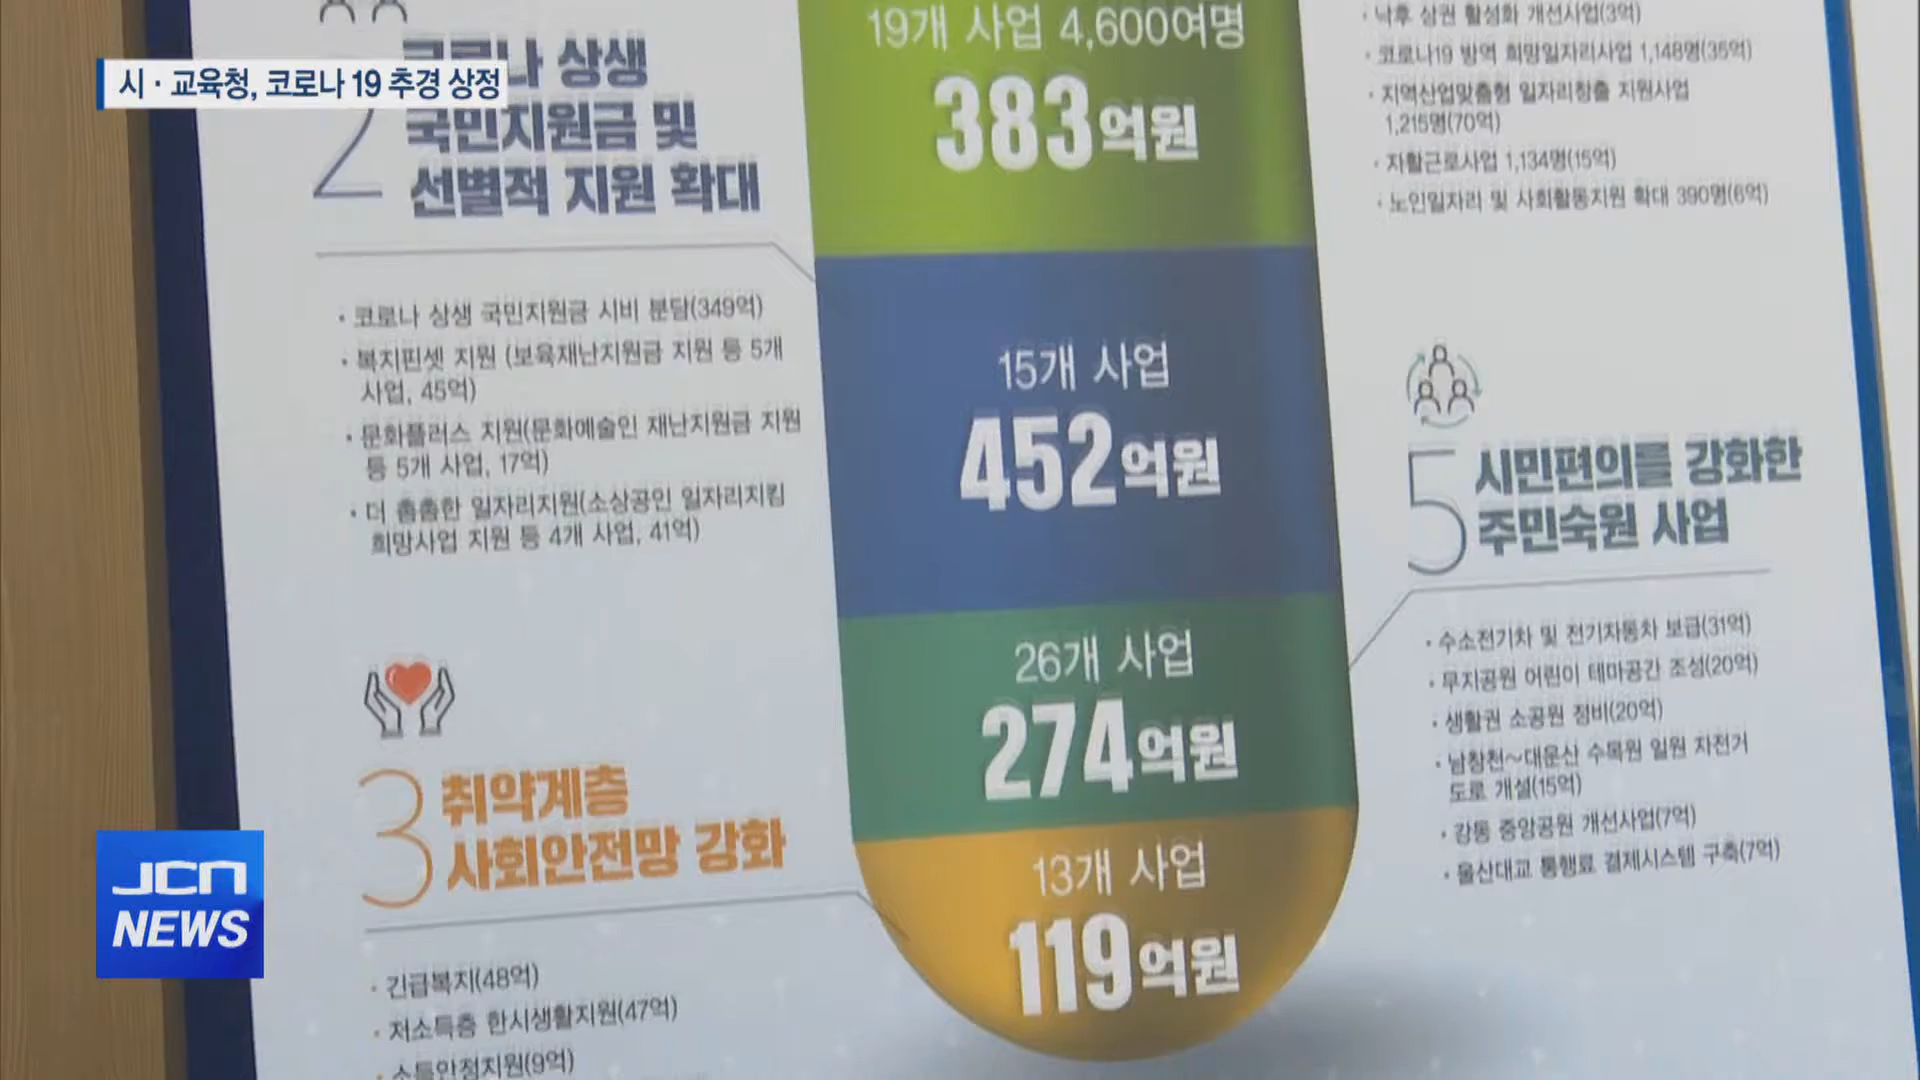 시·교육청, 코로나 19 추경 상정
2
코로나 상생
국민지원금 및
선별적 지원 확대
· 코로나 상생 국민지원금 시비 분담(349억)
· 복지핀셋 지원 (보육재난지원금 지원 등 5개
사업, 45억)
· 문화플러스 지원(문화예술인 재난지원금 지원
등 5개 사업, 17억)
· 더 촘촘한 일자리지원(소상공인 일자리지킴
희망사업 지원 등 4개 사업, 41억)
3
취약계층
사회안전망 강화
· 긴급복지(48억)
· 저소득층 한시생활지원(47억)
· 소득안정지원(9억)
19개 사업 4,600여명
383억원
15개 사업
452억원
26개 사업
274억원
13개 사업
119억원
· 낙후 상권 활성화 개선사업(3억)
· 코로나19 방역 희망일자리사업 1,148명(35억)
· 지역산업맞춤형 일자리창출 지원사업
1,215명(70억)
· 자활근로사업 1,134명(15억)
· 노인일자리 및 사회활동지원 확대 390명(6억)
5
시민편의를 강화한
주민숙원 사업
· 수소전기차 및 전기자동차 보급(31억)
· 무지공원 어린이 테마공간 조성(20억)
· 생활권 소공원 정비(20억)
· 남창천~대운산 수목원 일원 자전거
도로 개설(15억)
· 강동 중앙공원 개선사업(7억)
· 울산대교 통행료 결제시스템 구축(7억)
JCN
NEWS